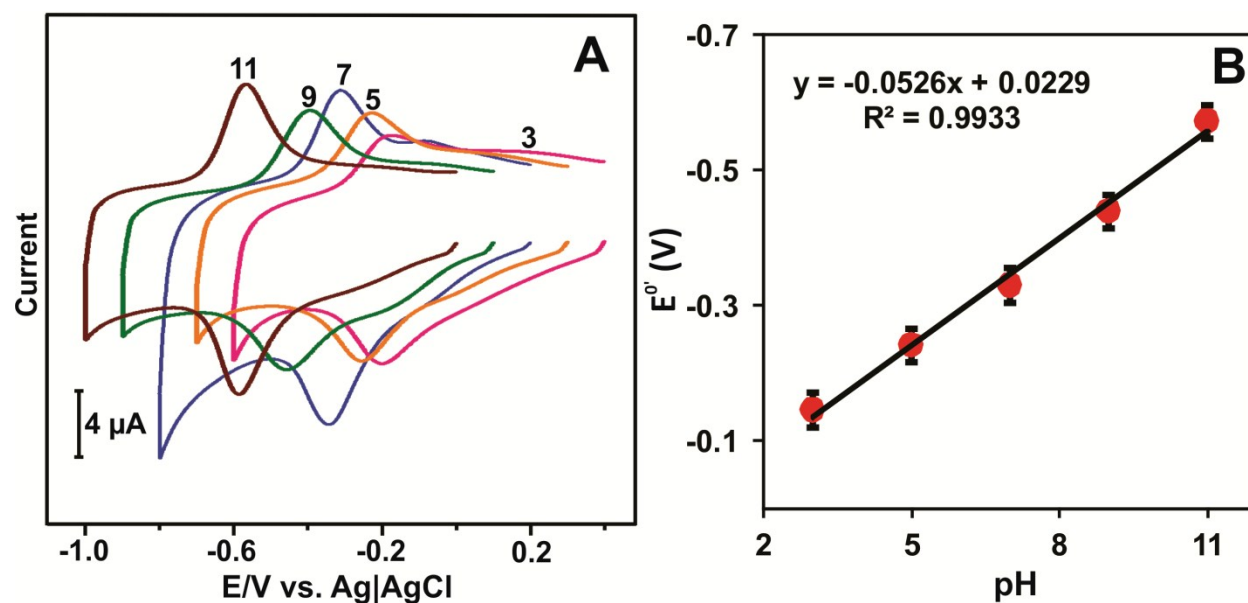 A
11
7
9
5
3
Current
4 µA
-1.0
-0.6
-0.2
0.2
E/V vs. Ag|AgCl
B
y = -0.0526x + 0.0229
R² = 0.9933
-0.7
-0.5
-0.3
-0.1
E⁰' (V)
2
5
8
11
pH